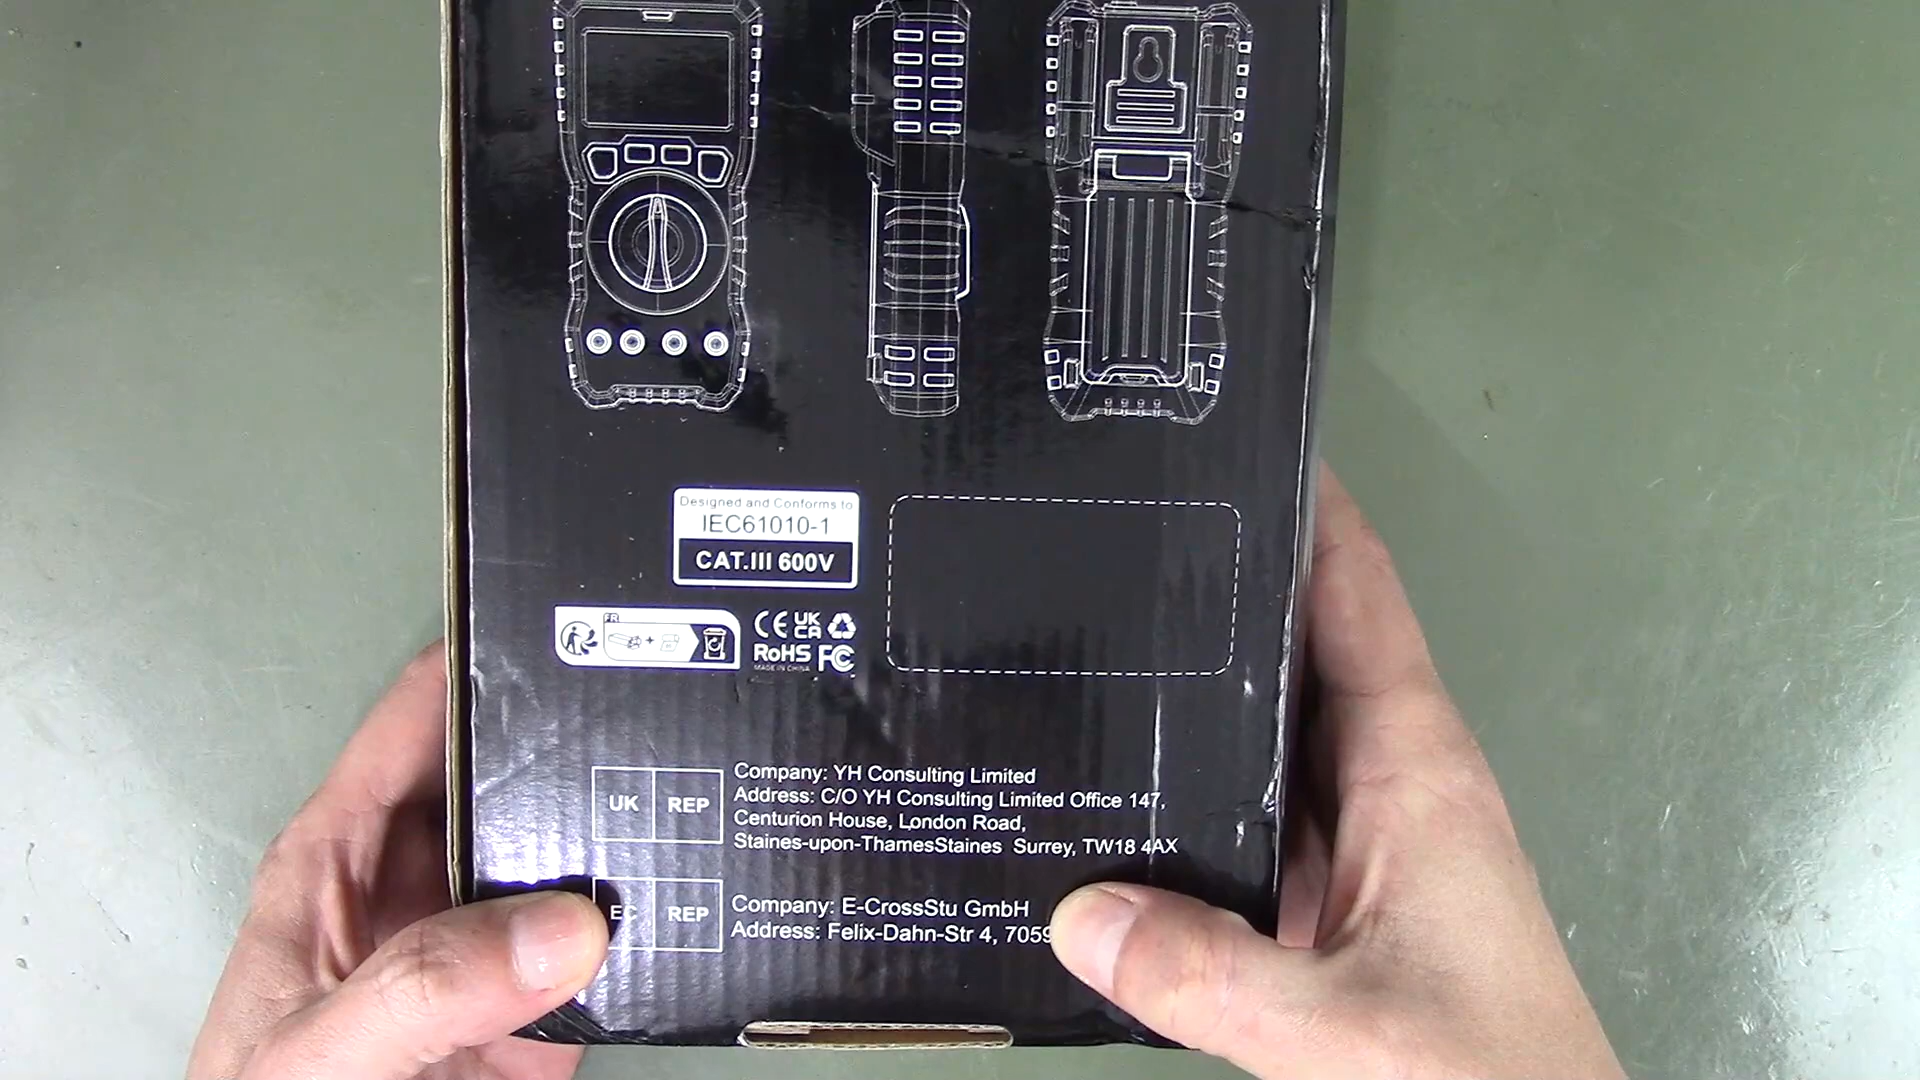 Designed and Conforms to
IEC61010-1
CAT.III 600V
FR
CE UK CA
RoHS FC
MADE IN CHINA
UK REP
Company: YH Consulting Limited
Address: C/O YH Consulting Limited Office 147,
Centurion House, London Road,
Staines-upon-ThamesStaines Surrey, TW18 4AX
EC REP
Company: E-CrossStu GmbH
Address: Felix-Dahn-Str 4, 7059